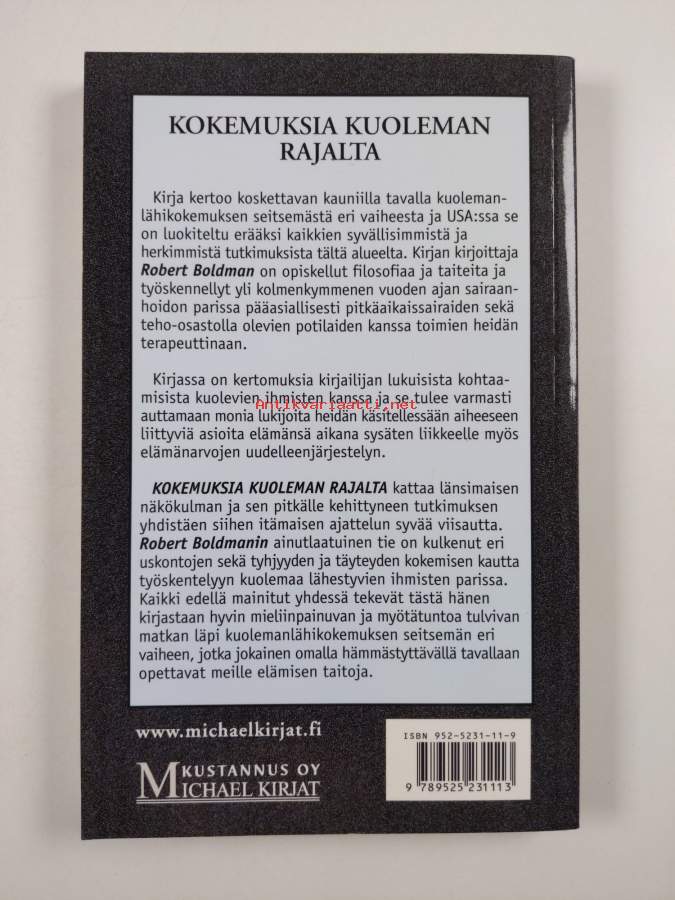 KOKEMUKSIA KUOLEMAN
RAJALTA
Kirja kertoo koskettavan kauniilla tavalla kuoleman-
lähikokemuksen seitsemästä eri vaiheesta ja USA:ssa se
on luokiteltu erääksi kaikkien syvällisimmistä ja
herkimmistä tutkimuksista tältä alueelta. Kirjan kirjoittaja
Robert Boldman on opiskellut filosofiaa ja taiteita ja
työskennellyt yli kolmenkymmenen vuoden ajan sairaan-
hoidon parissa pääasiallisesti pitkäaikaissairaiden sekä
teho-osastolla olevien potilaiden kanssa toimien heidän
terapeuttinaan.
Kirjassa on kertomuksia kirjailijan lukuisista kohtaa-
misista kuolevien ihmisten kanssa ja se tulee varmasti
Antikvariaatti.net
auttamaan monia lukijoita heidän käsitellessään aiheeseen
liittyviä asioita elämänsä aikana sysäten liikkeelle myös
elämänarvojen uudelleenjärjestelyn.
KOKEMUKSIA KUOLEMAN RAJALTA kattaa länsimaisen
näkökulman ja sen pitkälle kehittyneen tutkimuksen
yhdistäen siihen itämaisen ajattelun syvää viisautta.
Robert Boldmanin ainutlaatuinen tie on kulkenut eri
uskontojen sekä tyhjyyden ja täyteyden kokemisen kautta
työskentelyyn kuolemaa lähestyvien ihmisten parissa.
Kaikki edellä mainitut yhdessä tekevät tästä hänen
kirjastaan hyvin mieliinpainuvan ja myötätuntoa tulvivan
matkan läpi kuolemanlähikokemuksen seitsemän eri
vaiheen, jotka jokainen omalla hämmästyttävällä tavallaan
opettavat meille elämisen taitoja.
www.michaelkirjat.fi
KUSTANNUS OY
MICHAEL KIRJAT
ISBN 952-5231-11-9
9 789525 231113